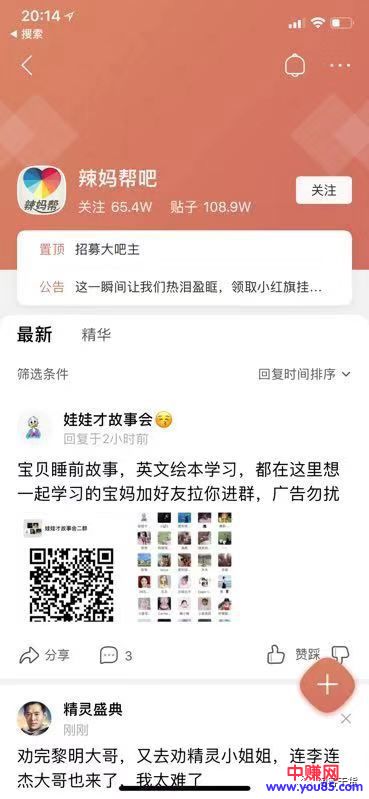 20:14
搜索
辣妈帮
辣妈帮吧
关注 65.4W 贴子 108.9W
关注
置顶 招募大吧主
公告 这一瞬间让我们热泪盈眶，领取小红旗挂...
最新 精华
筛选条件 回复时间排序
娃娃才故事会😚
回复于2小时前
宝贝睡前故事，英文绘本学习，都在这里想
一起学习的宝妈加好友拉你进群，广告勿扰
娃娃才故事会二群
分享 3 赞踩
精灵盛典
刚刚
劝完黎明大哥，又去劝精灵小姐姐，连李连
杰大哥也来了，我太难了
中赚网
www.you85.com